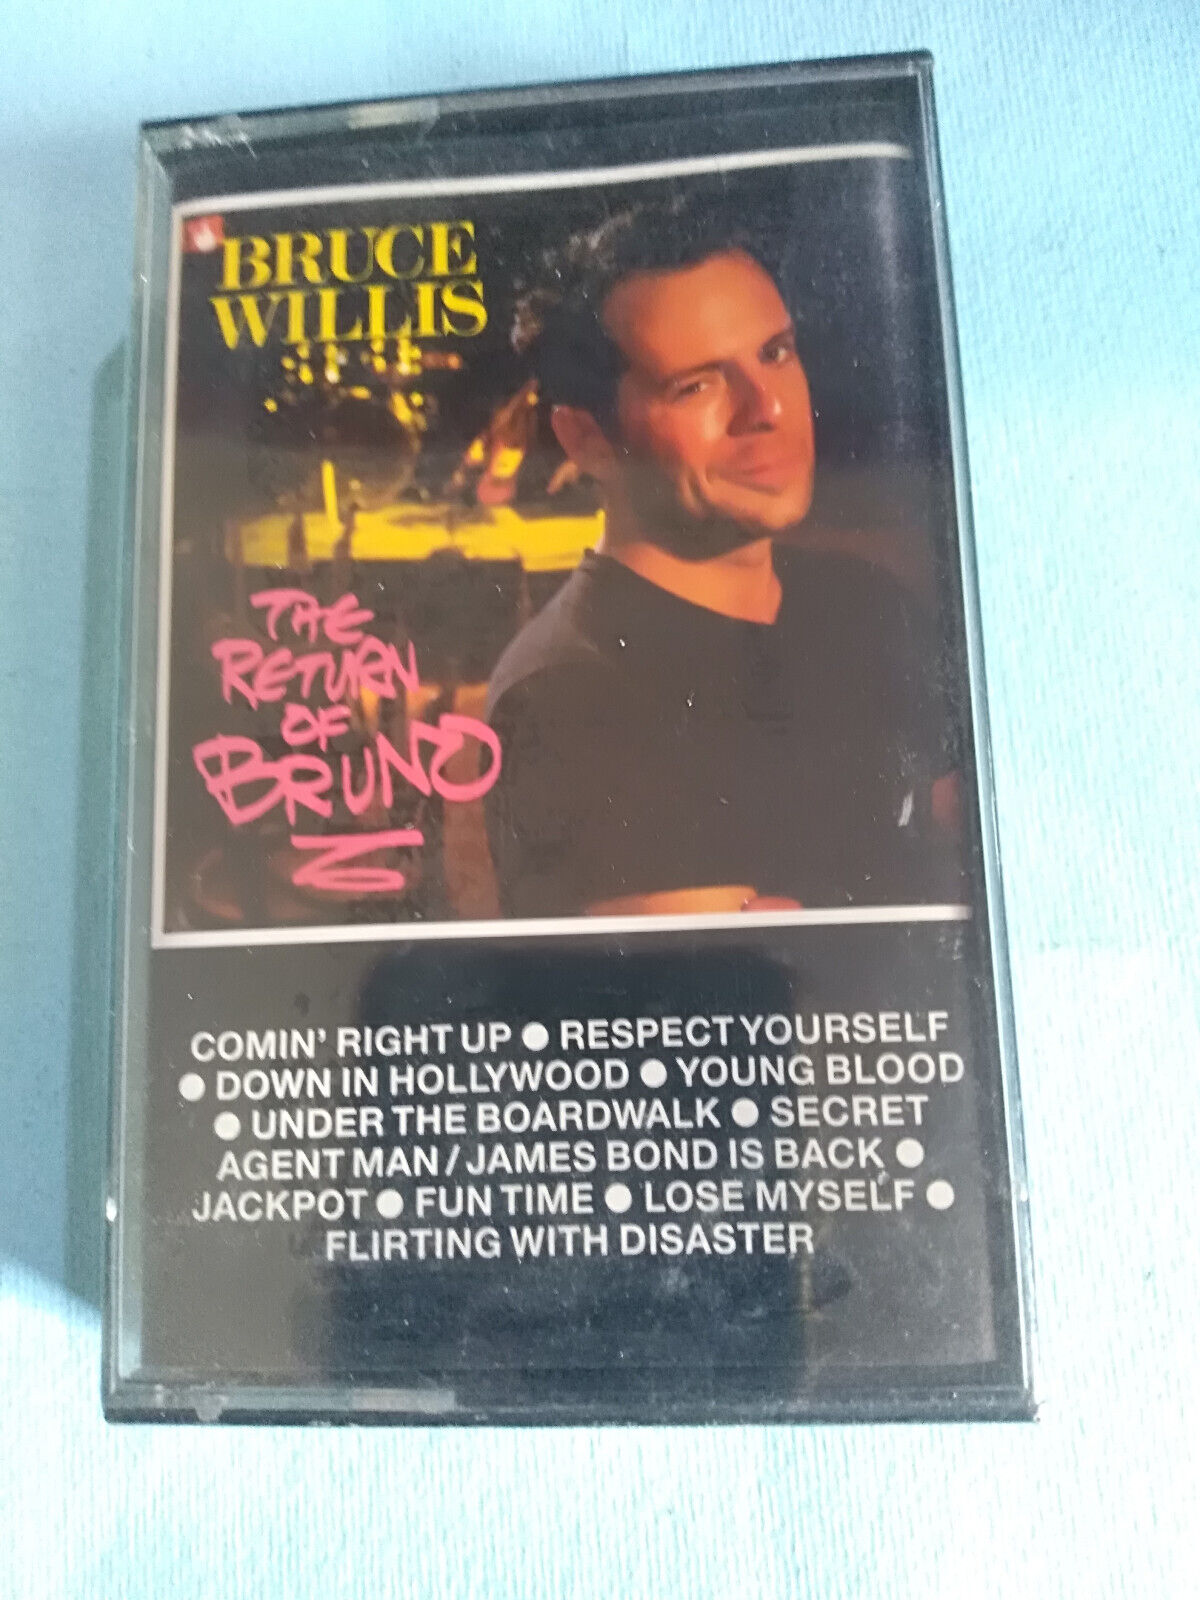 BRUCE
WILLIS
THE
RETURN
OF
BRUNO
COMIN' RIGHT UP ● RESPECT YOURSELF
● DOWN IN HOLLYWOOD ● YOUNG BLOOD
● UNDER THE BOARDWALK ● SECRET
AGENT MAN / JAMES BOND IS BACK ●
JACKPOT ● FUN TIME ● LOSE MYSELF ●
FLIRTING WITH DISASTER